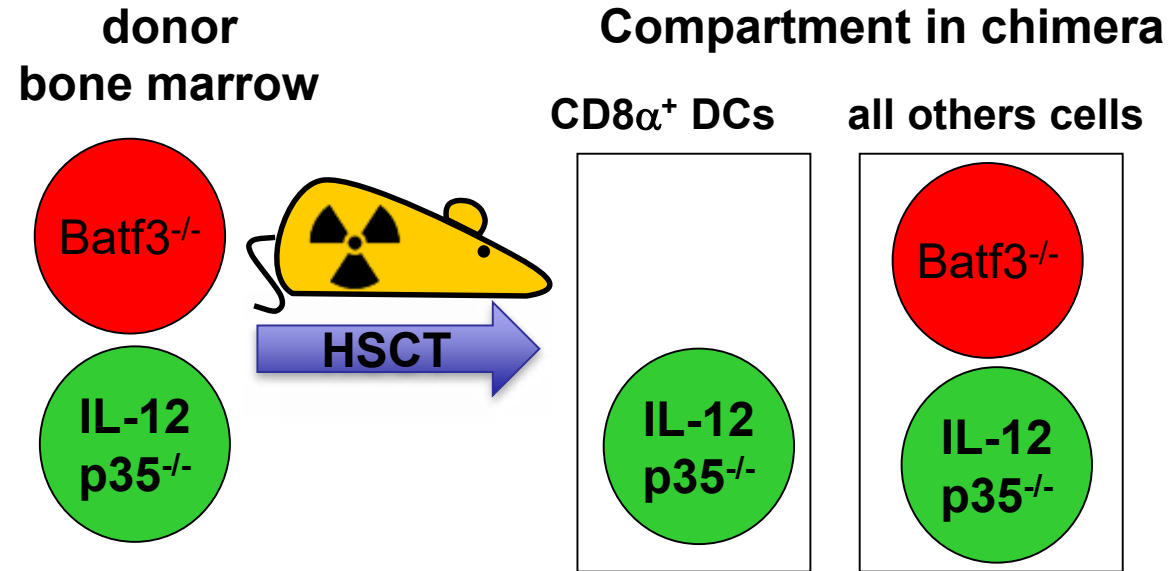 donor
bone marrow
Compartment in chimera
CD8α⁺ DCs
all others cells
Batf3⁻/⁻
IL-12
p35⁻/⁻
HSCT
IL-12
p35⁻/⁻
Batf3⁻/⁻
IL-12
p35⁻/⁻